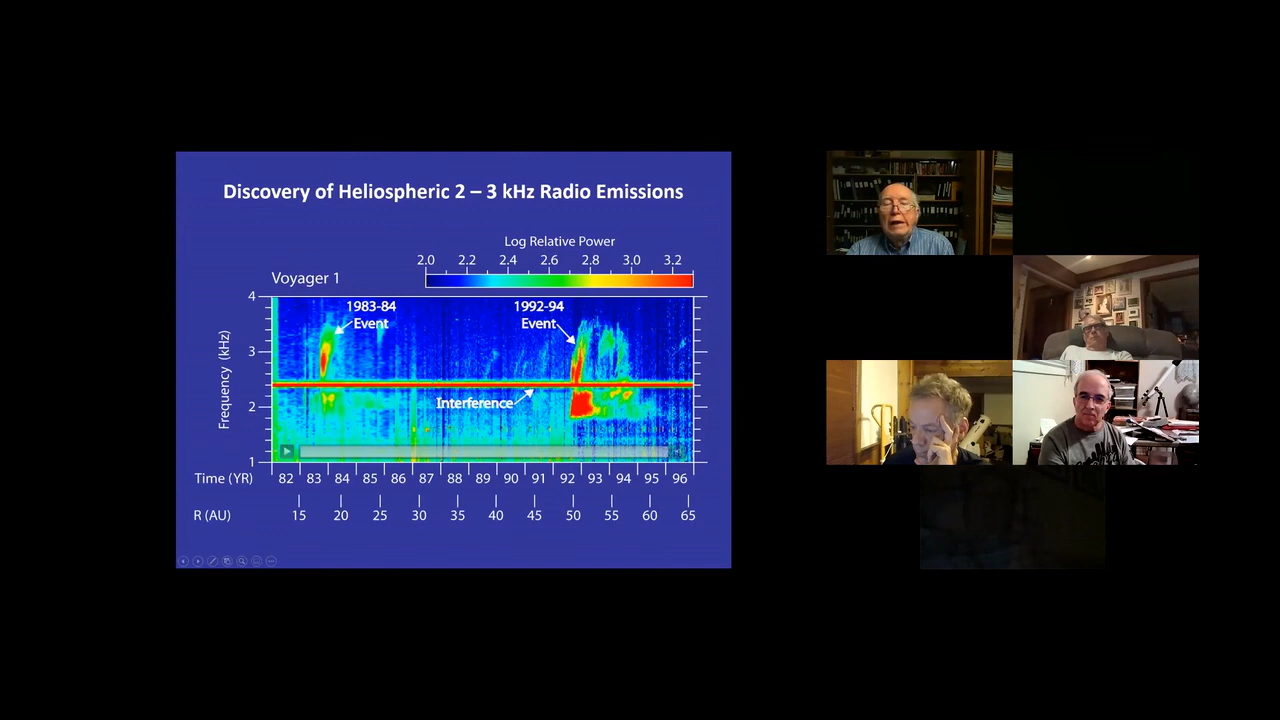 Discovery of Heliospheric 2 – 3 kHz Radio Emissions
Log Relative Power
2.0 2.2 2.4 2.6 2.8 3.0 3.2
Voyager 1
4
1983-84
Event
1992-94
Event
3
Frequency (kHz)
Interference
2
1
Time (YR) 82 83 84 85 86 87 88 89 90 91 92 93 94 95 96
R (AU) 15 20 25 30 35 40 45 50 55 60 65